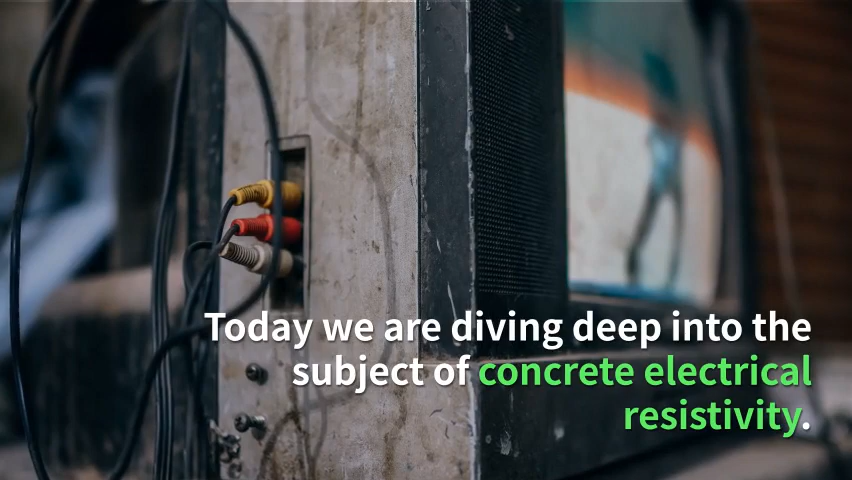 Today we are diving deep into the
subject of concrete electrical
resistivity.